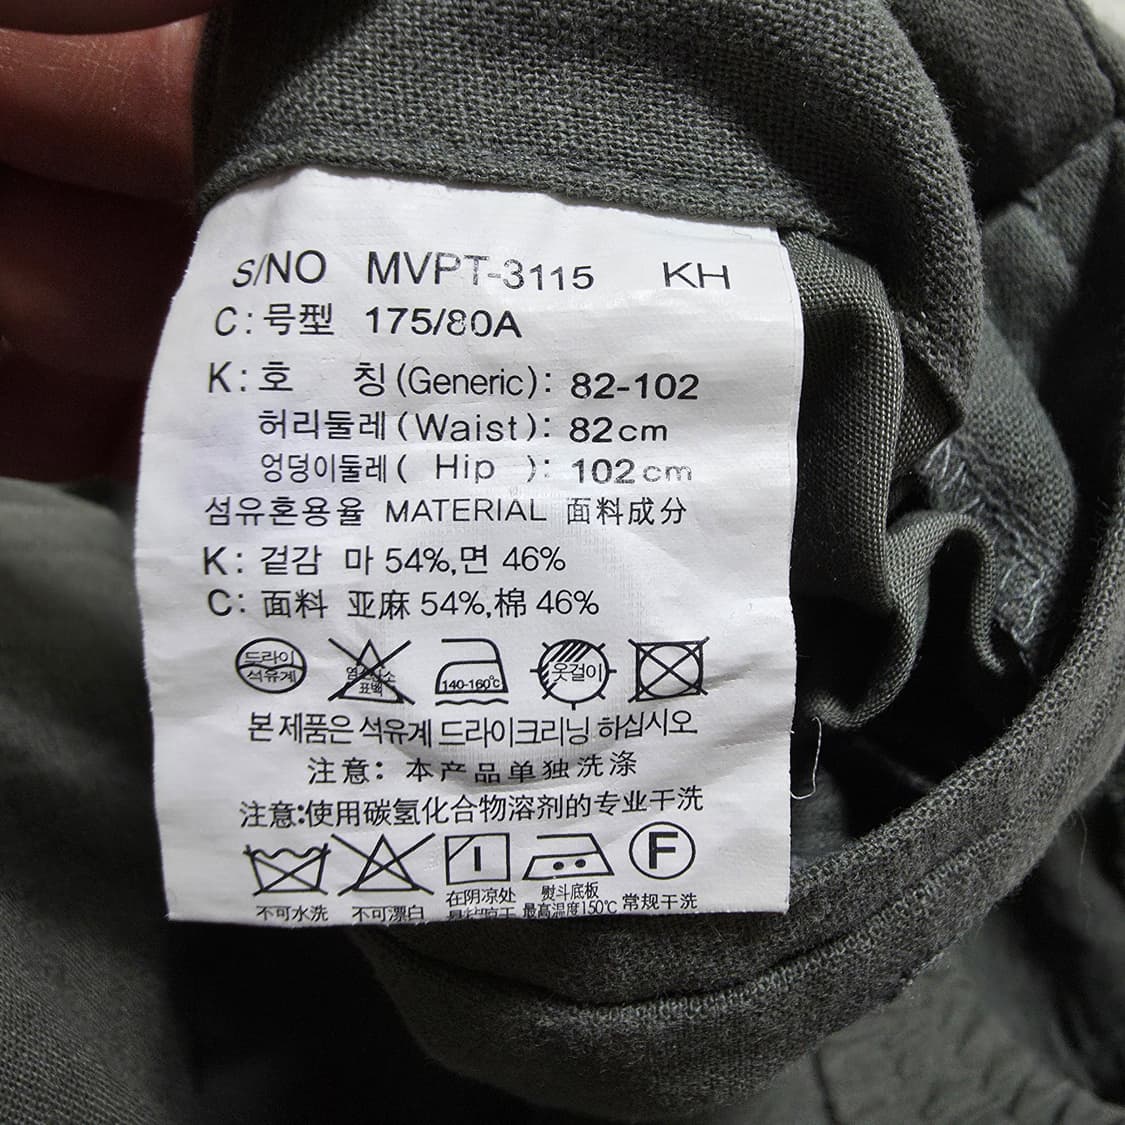 S/NO MVPT-3115 KH
C: 号型 175/80A
K: 호 칭 (Generic): 82-102
허리둘레 (Waist): 82cm
엉덩이둘레 ( Hip ): 102cm
섬유혼용율 MATERIAL 面料成分
K: 겉감 마 54%, 면 46%
C: 面料 亚麻 54%, 棉 46%
드라이 석유계 표백 140-160℃ 옷걸이
본 제품은 석유계 드라이크리닝 하십시오
注意: 本产品单独洗涤
注意:使用碳氢化合物溶剂的专业干洗
F
不可水洗 不可漂白 在阴凉处 熨斗底板 常规干洗
最高温度150℃